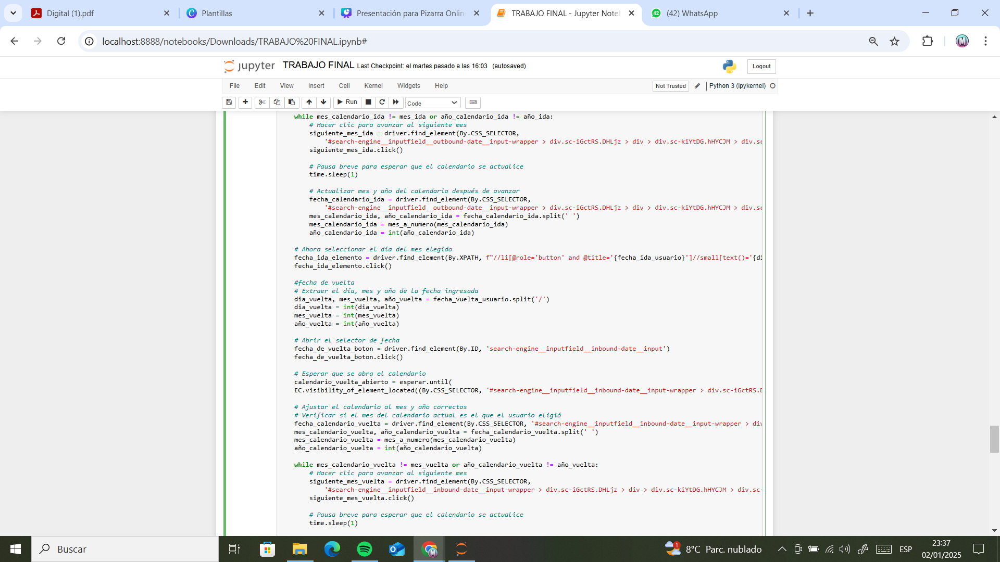 Digital (1).pdf
Plantillas
Presentación para Pizarra Onlin
TRABAJO FINAL - Jupyter Note
42
(42) WhatsApp
localhost:8888/notebooks/Downloads/TRABAJO%20FINAL.ipynb#
jupyter TRABAJO FINAL Last Checkpoint: el martes pasado a las 16:03 (autosaved)
Logout
File Edit View Insert Cell Kernel Widgets Help
Not Trusted
Python 3 (ipykernel)
Run
Code
while mes_calendario_ida != mes_ida or año_calendario_ida != año_ida:
# Hacer clic para avanzar al siguiente mes
siguiente_mes_ida = driver.find_element(By.CSS_SELECTOR,
'#search-engine__inputfield__outbound-date__input-wrapper > div.sc-iGctRS.DHLjz > div > div.sc-kiYtDG.hHYCJM > div.sc
siguiente_mes_ida.click()
# Pausa breve para esperar que el calendario se actualice
time.sleep(1)
# Actualizar mes y año del calendario después de avanzar
fecha_calendario_ida = driver.find_element(By.CSS_SELECTOR,
'#search-engine__inputfield__outbound-date__input-wrapper > div.sc-iGctRS.DHLjz > div > div.sc-kiYtDG.hHYCJM > div.sc
mes_calendario_ida, año_calendario_ida = fecha_calendario_ida.split(' ')
mes_calendario_ida = mes_a_numero(mes_calendario_ida)
año_calendario_ida = int(año_calendario_ida)
# Ahora seleccionar el día del mes elegido
fecha_ida_elemento = driver.find_element(By.XPATH, f"//li[@role='button' and @title='{fecha_ida_usuario}']//small[text()='{di
fecha_ida_elemento.click()
#fecha de vuelta
# Extraer el día, mes y año de la fecha ingresada
dia_vuelta, mes_vuelta, año_vuelta = fecha_vuelta_usuario.split('/')
dia_vuelta = int(dia_vuelta)
mes_vuelta = int(mes_vuelta)
año_vuelta = int(año_vuelta)
# Abrir el selector de fecha
fecha_de_vuelta_boton = driver.find_element(By.ID, 'search-engine__inputfield__inbound-date__input')
fecha_de_vuelta_boton.click()
# Esperar que se abra el calendario
calendario_vuelta_abierto = esperar.until(
EC.visibility_of_element_located((By.CSS_SELECTOR, '#search-engine__inputfield__inbound-date__input-wrapper > div.sc-iGctRS.D
# Ajustar el calendario al mes y año correctos
# Verificar si el mes del calendario actual es el que el usuario eligió
fecha_calendario_vuelta = driver.find_element(By.CSS_SELECTOR, '#search-engine__inputfield__inbound-date__input-wrapper > div
mes_calendario_vuelta, año_calendario_vuelta = fecha_calendario_vuelta.split(' ')
mes_calendario_vuelta = mes_a_numero(mes_calendario_vuelta)
año_calendario_vuelta = int(año_calendario_vuelta)
while mes_calendario_vuelta != mes_vuelta or año_calendario_vuelta != año_vuelta:
# Hacer clic para avanzar al siguiente mes
siguiente_mes_vuelta = driver.find_element(By.CSS_SELECTOR,
'#search-engine__inputfield__inbound-date__input-wrapper > div.sc-iGctRS.DHLjz > div > div.sc-kiYtDG.hHYCJM > div.sc-
siguiente_mes_vuelta.click()
# Pausa breve para esperar que el calendario se actualice
time.sleep(1)
Buscar
1
8°C Parc. nublado
ESP
23:37
02/01/2025